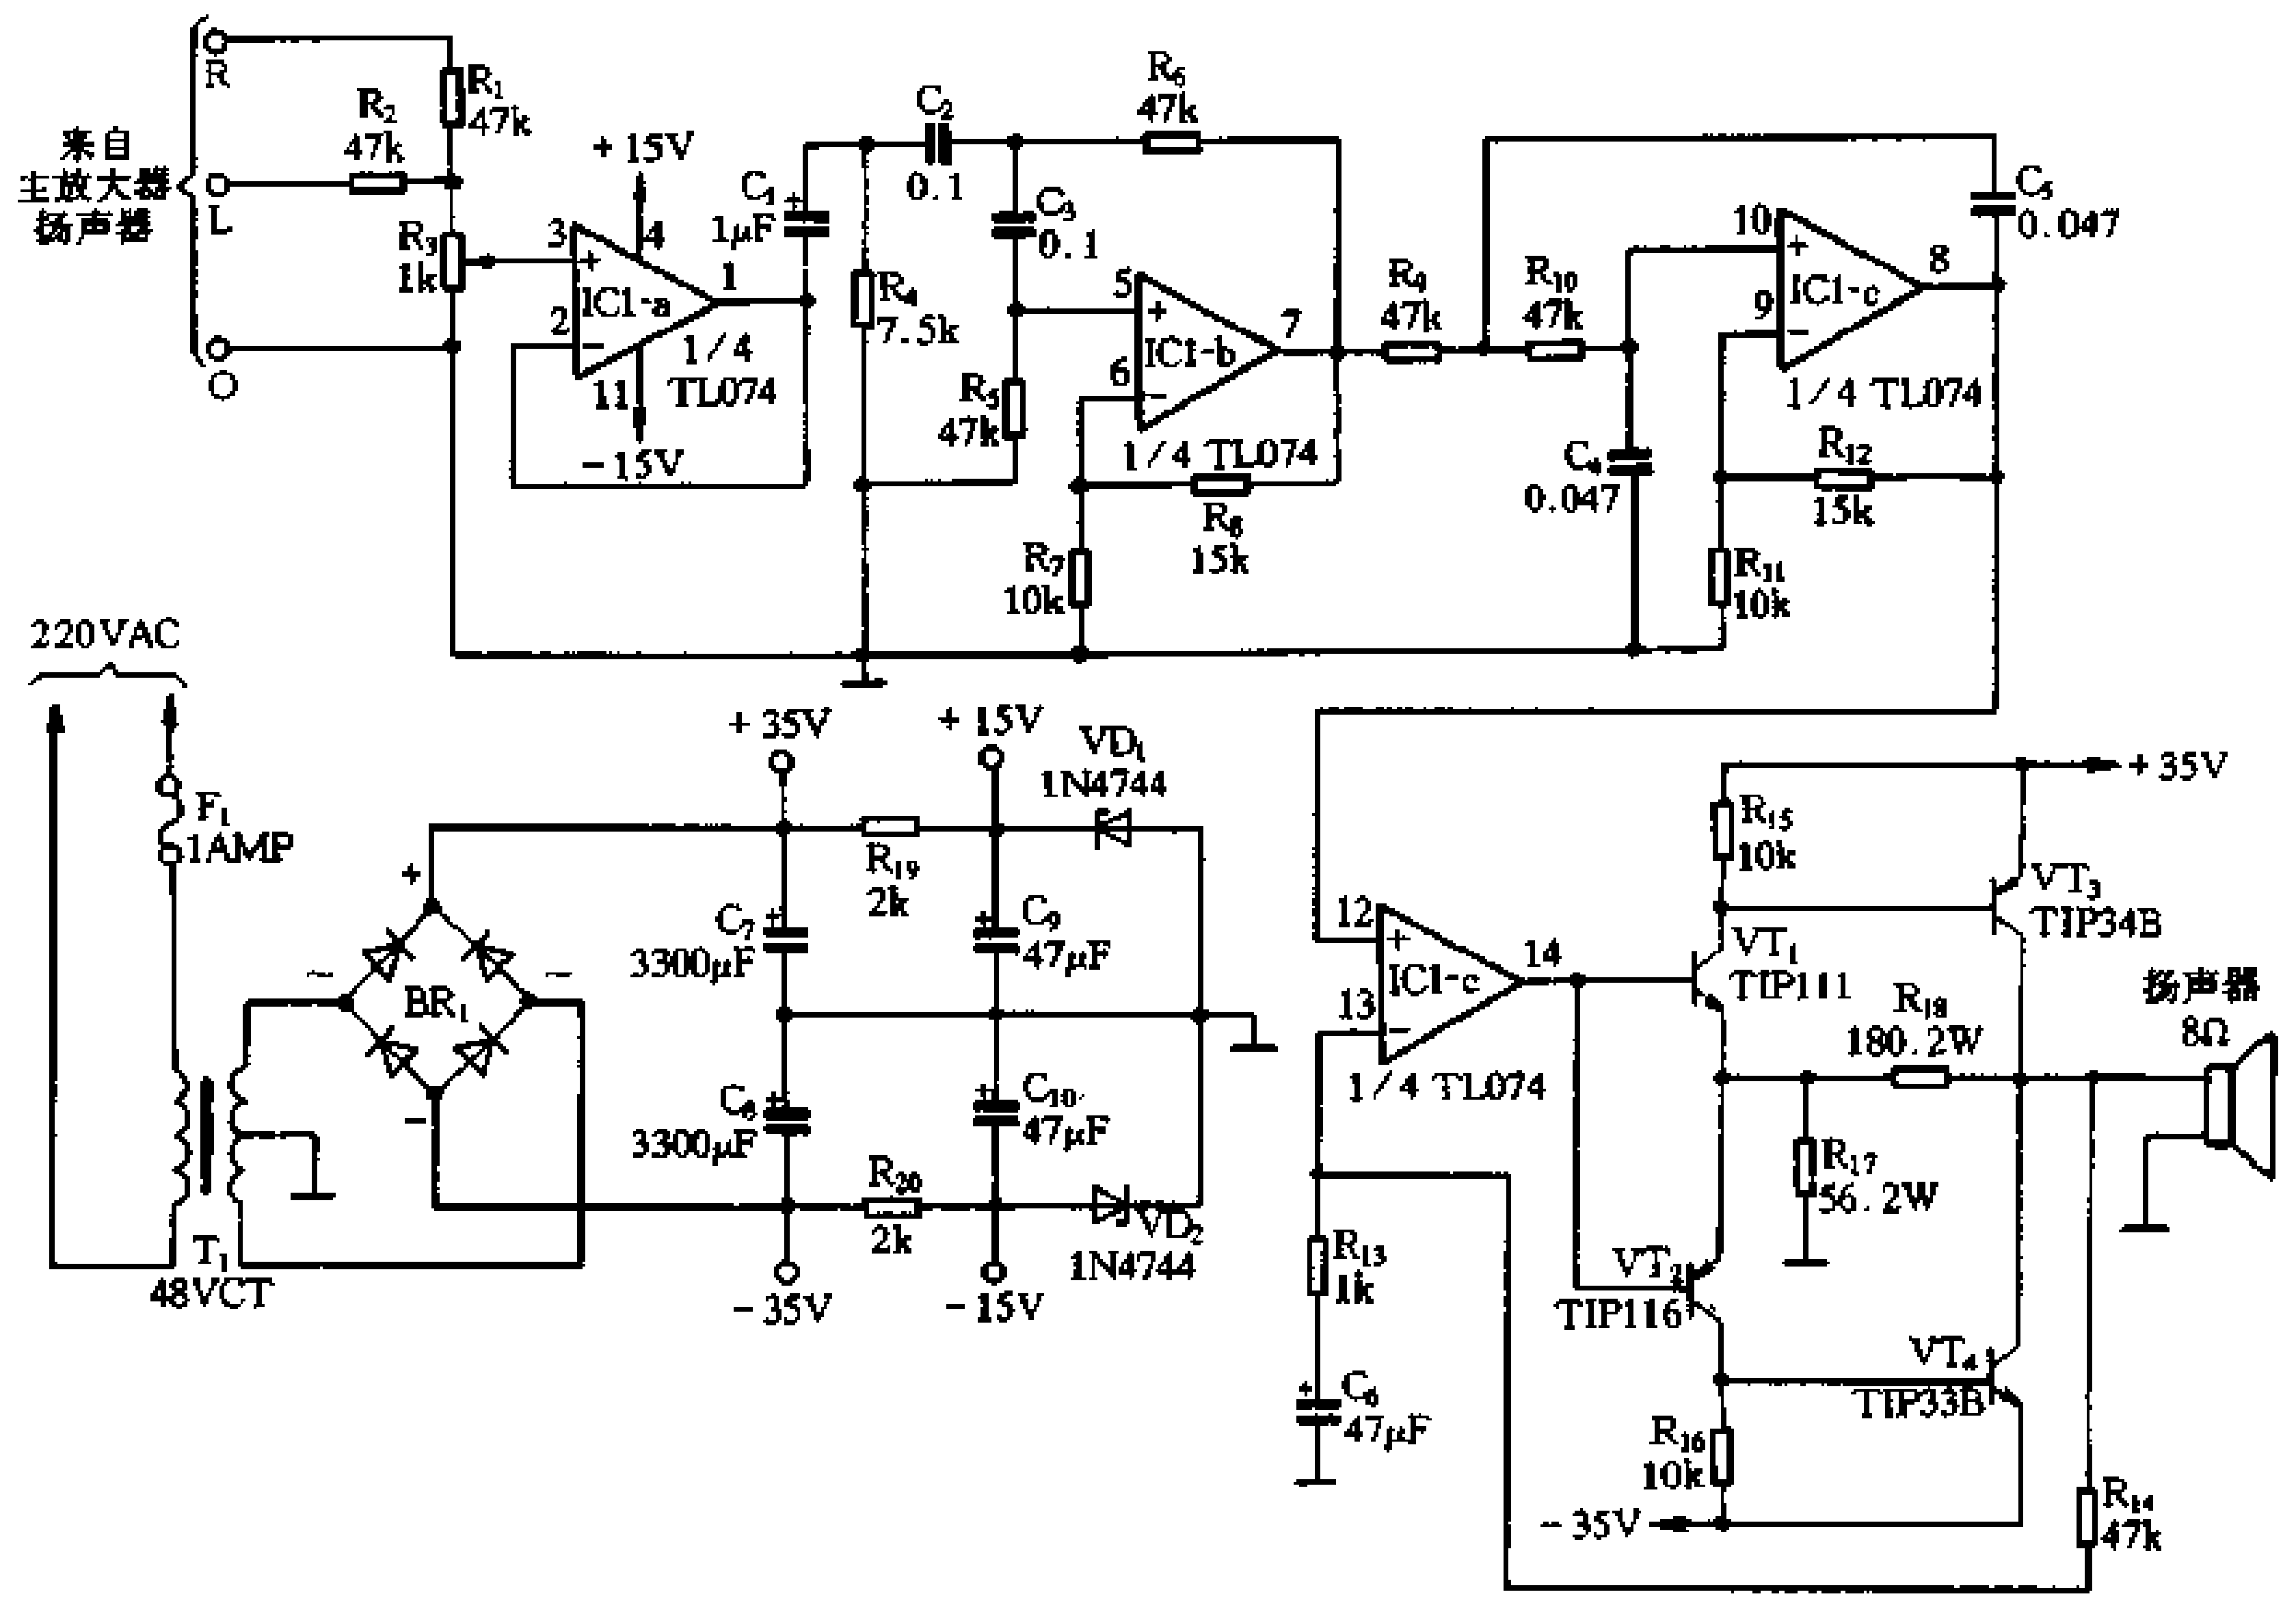 R
R₁
47k
R₂
47k
来自
主放大器
扬声器
L
R₃
1k
O
+15V
3
4
+
IC1-a
1
2
−
11
1/4
TL074
−15V
C₁
+
1μF
C₂
0.1
R₄
7.5k
C₃
0.1
R₅
47k
R₆
47k
5
+
IC1-b
7
6
−
1/4 TL074
R₈
15k
R₇
10k
R₉
47k
R₁₀
47k
C₄
0.047
10
+
IC1-c
8
9
−
1/4 TL074
C₅
0.047
R₁₂
15k
R₁₁
10k
220VAC
F₁
1AMP
T₁
48VCT
+
~
BR₁
~
−
+35V
+15V
VD₁
1N4744
R₁₉
2k
C₇
+
3300μF
C₉
+
47μF
C₈
+
3300μF
C₁₀
+
47μF
R₂₀
2k
VD₂
1N4744
−35V
−15V
12
+
IC1-c
14
13
−
1/4 TL074
R₁₃
1k
+
C₆
47μF
+35V
R₁₅
10k
VT₃
TIP34B
VT₁
TIP111
R₁₈
180.2W
扬声器
8Ω
R₁₇
56.2W
VT₂
TIP116
VT₄
TIP33B
R₁₆
10k
−35V
R₁₄
47k